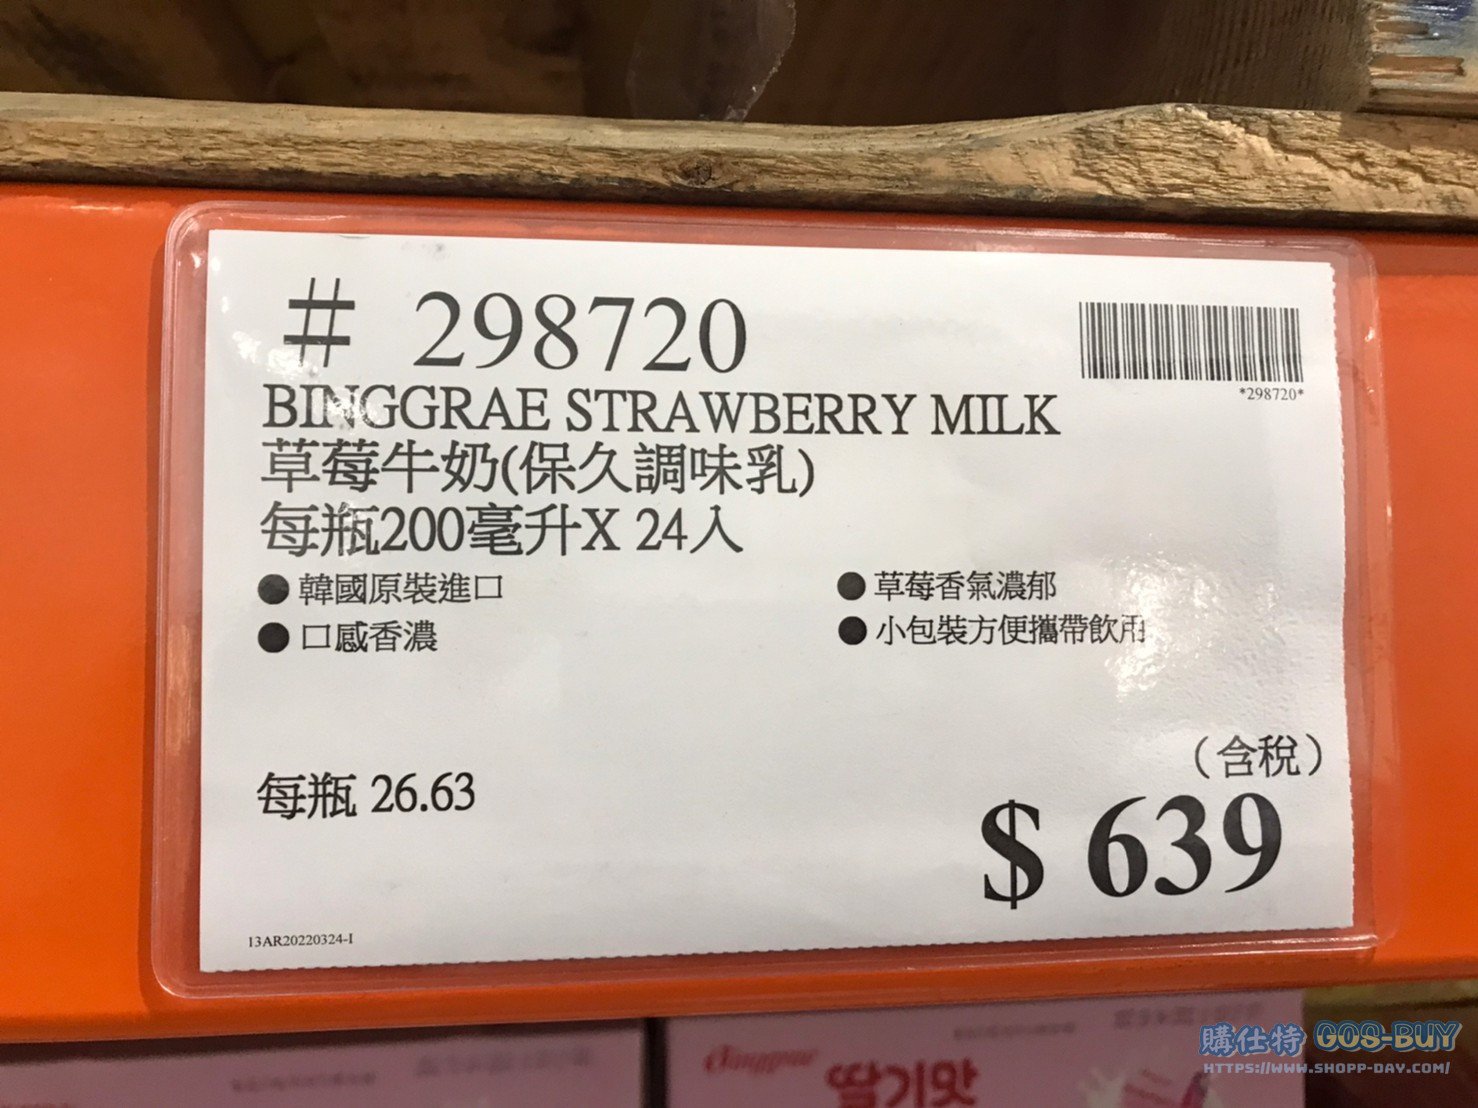 # 298720
*298720*
BINGGRAE STRAWBERRY MILK
草莓牛奶(保久調味乳)
每瓶200毫升X 24入
● 韓國原裝進口
● 草莓香氣濃郁
● 口感香濃
● 小包裝方便攜帶飲用
(含稅)
每瓶 26.63
$ 639
13AR20220324-I
Binggrae
딸기맛
購仕特 COS-BUY
HTTPS://WWW.SHOPP-DAY.COM/